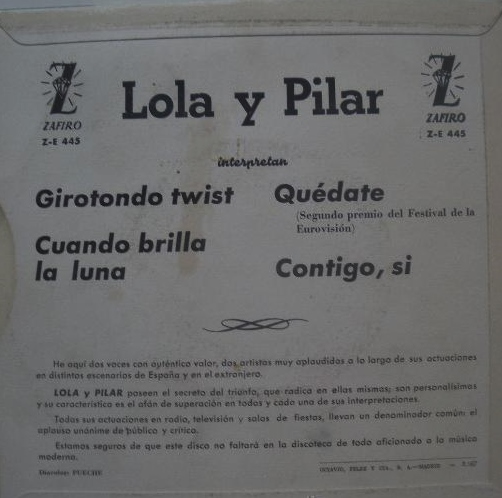 Lola y Pilar
ZAFIRO
Z-E 445
ZAFIRO
Z-E 445
interpretan
Girotondo twist
Cuando brilla
la luna
Quédate
(Segundo premio del Festival de la
Eurovisión)
Contigo, si
He aquí dos voces con auténtico valor, dos artistas muy aplaudidas a lo largo de sus actuaciones
en distintos escenarios de España y en el extranjero.
LOLA y PILAR poseen el secreto del triunfo, que radica en ellas mismas; son personalísimas
y su característica es el afán de superación en todas y cada una de sus interpretaciones.
Todas sus actuaciones en radio, televisión y salas de fiestas, llevan un denominador común: el
aplauso unánime de público y crítica.
Estamos seguros de que este disco no faltará en la discoteca de todo aficionado a la música
moderna.
PUECHE
OCTAVIO, FELEZ Y CIA., S. A.—MADRID